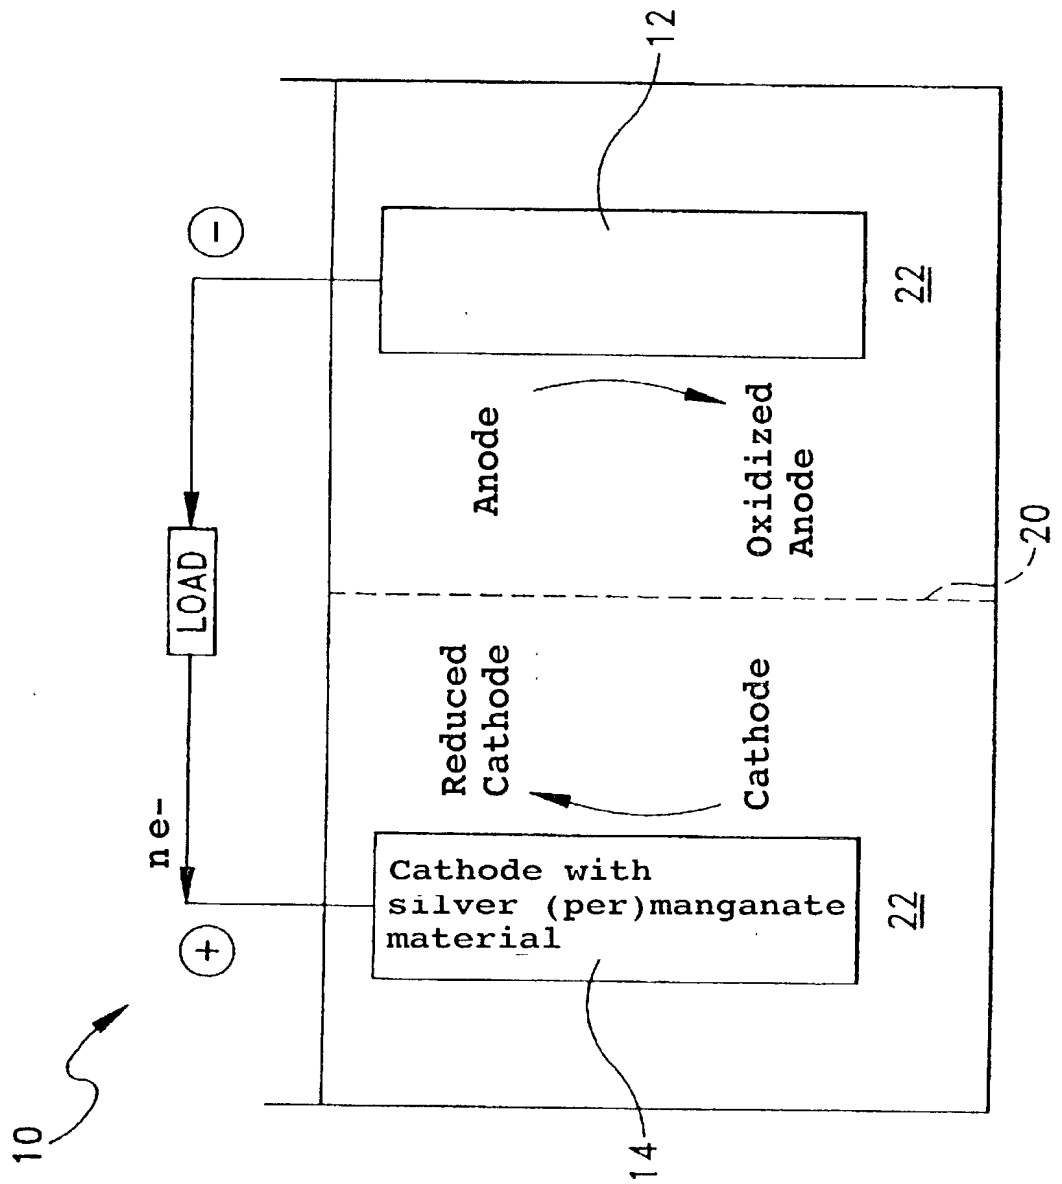 10
ne-
LOAD
+
-
Cathode with
silver (per)manganate
material
Reduced
Cathode
Anode
14
12
Cathode
Oxidized
Anode
22
22
20